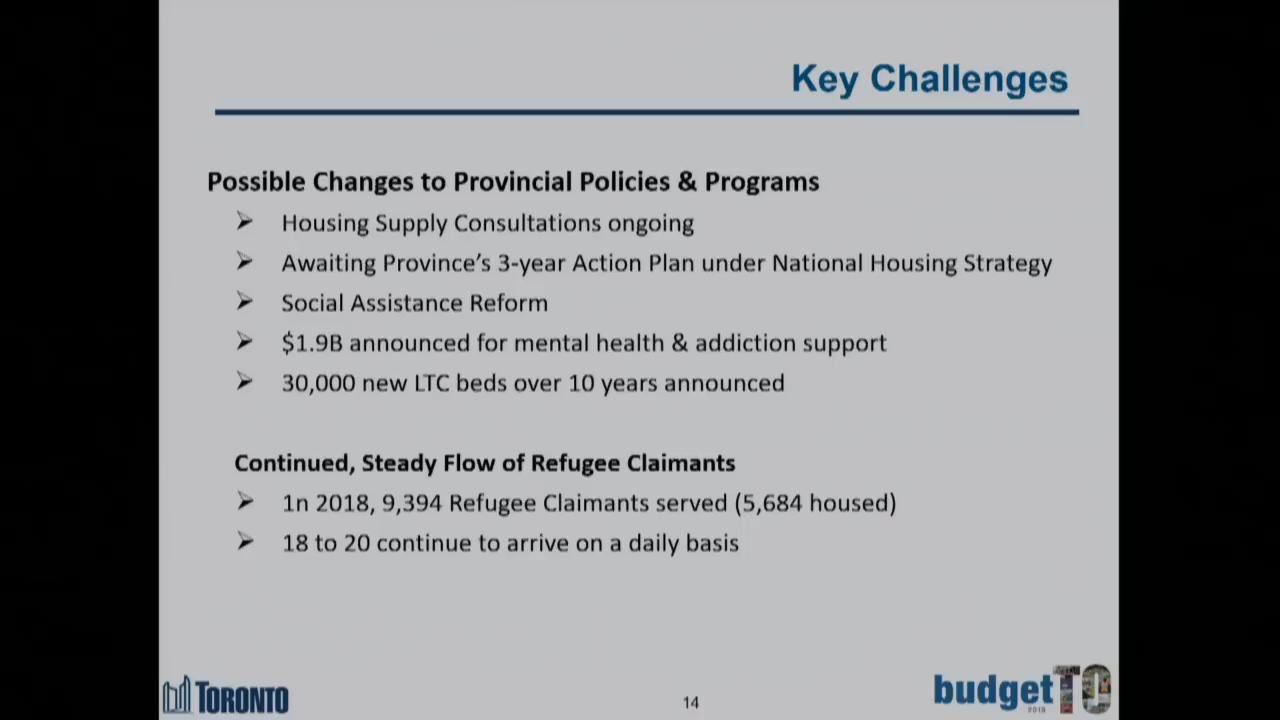 Key Challenges
Possible Changes to Provincial Policies & Programs
Housing Supply Consultations ongoing
Awaiting Province's 3-year Action Plan under National Housing Strategy
Social Assistance Reform
$1.9B announced for mental health & addiction support
30,000 new LTC beds over 10 years announced
Continued, Steady Flow of Refugee Claimants
1n 2018, 9,394 Refugee Claimants served (5,684 housed)
18 to 20 continue to arrive on a daily basis
TORONTO
14
budgetTO
2019